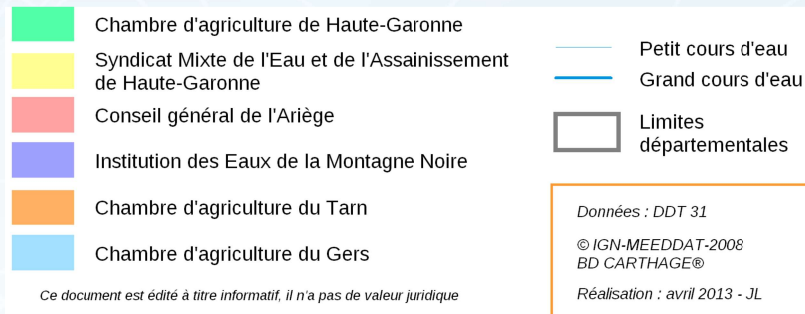 Chambre d'agriculture de Haute-Garonne
Syndicat Mixte de l'Eau et de l'Assainissement
de Haute-Garonne
Conseil général de l'Ariège
Institution des Eaux de la Montagne Noire
Chambre d'agriculture du Tarn
Chambre d'agriculture du Gers
Ce document est édité à titre informatif, il n'a pas de valeur juridique
Petit cours d'eau
Grand cours d'eau
Limites
départementales
Données : DDT 31
© IGN-MEEDDAT-2008
BD CARTHAGE®
Réalisation : avril 2013 - JL